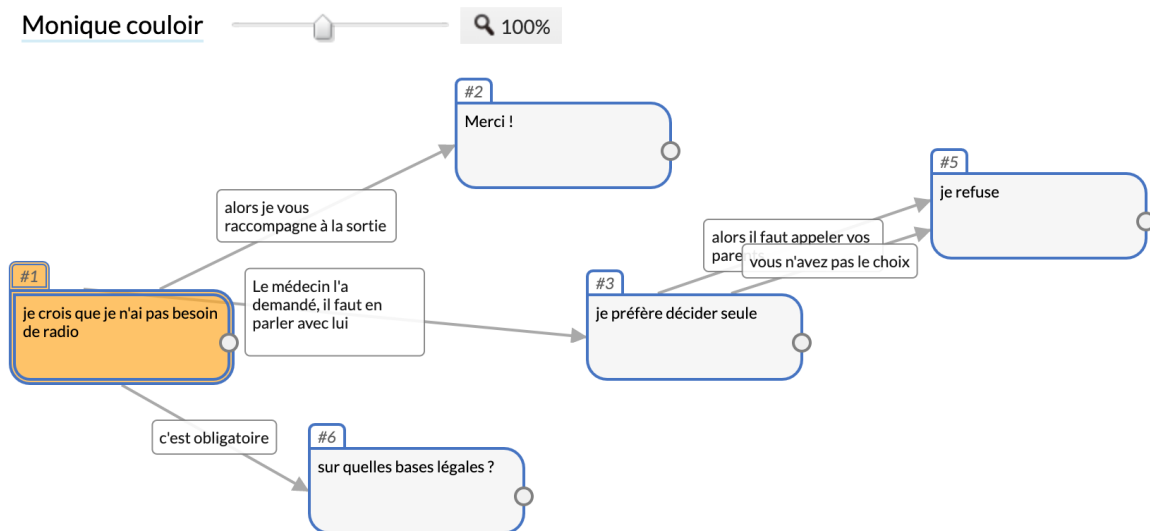 Monique couloir
100%
#2
Merci !
#5
je refuse
alors je vous
raccompagne à la sortie
alors il faut appeler vos
parents
vous n'avez pas le choix
#1
je crois que je n'ai pas besoin
de radio
Le médecin l'a
demandé, il faut en
parler avec lui
#3
je préfère décider seule
c'est obligatoire
#6
sur quelles bases légales ?